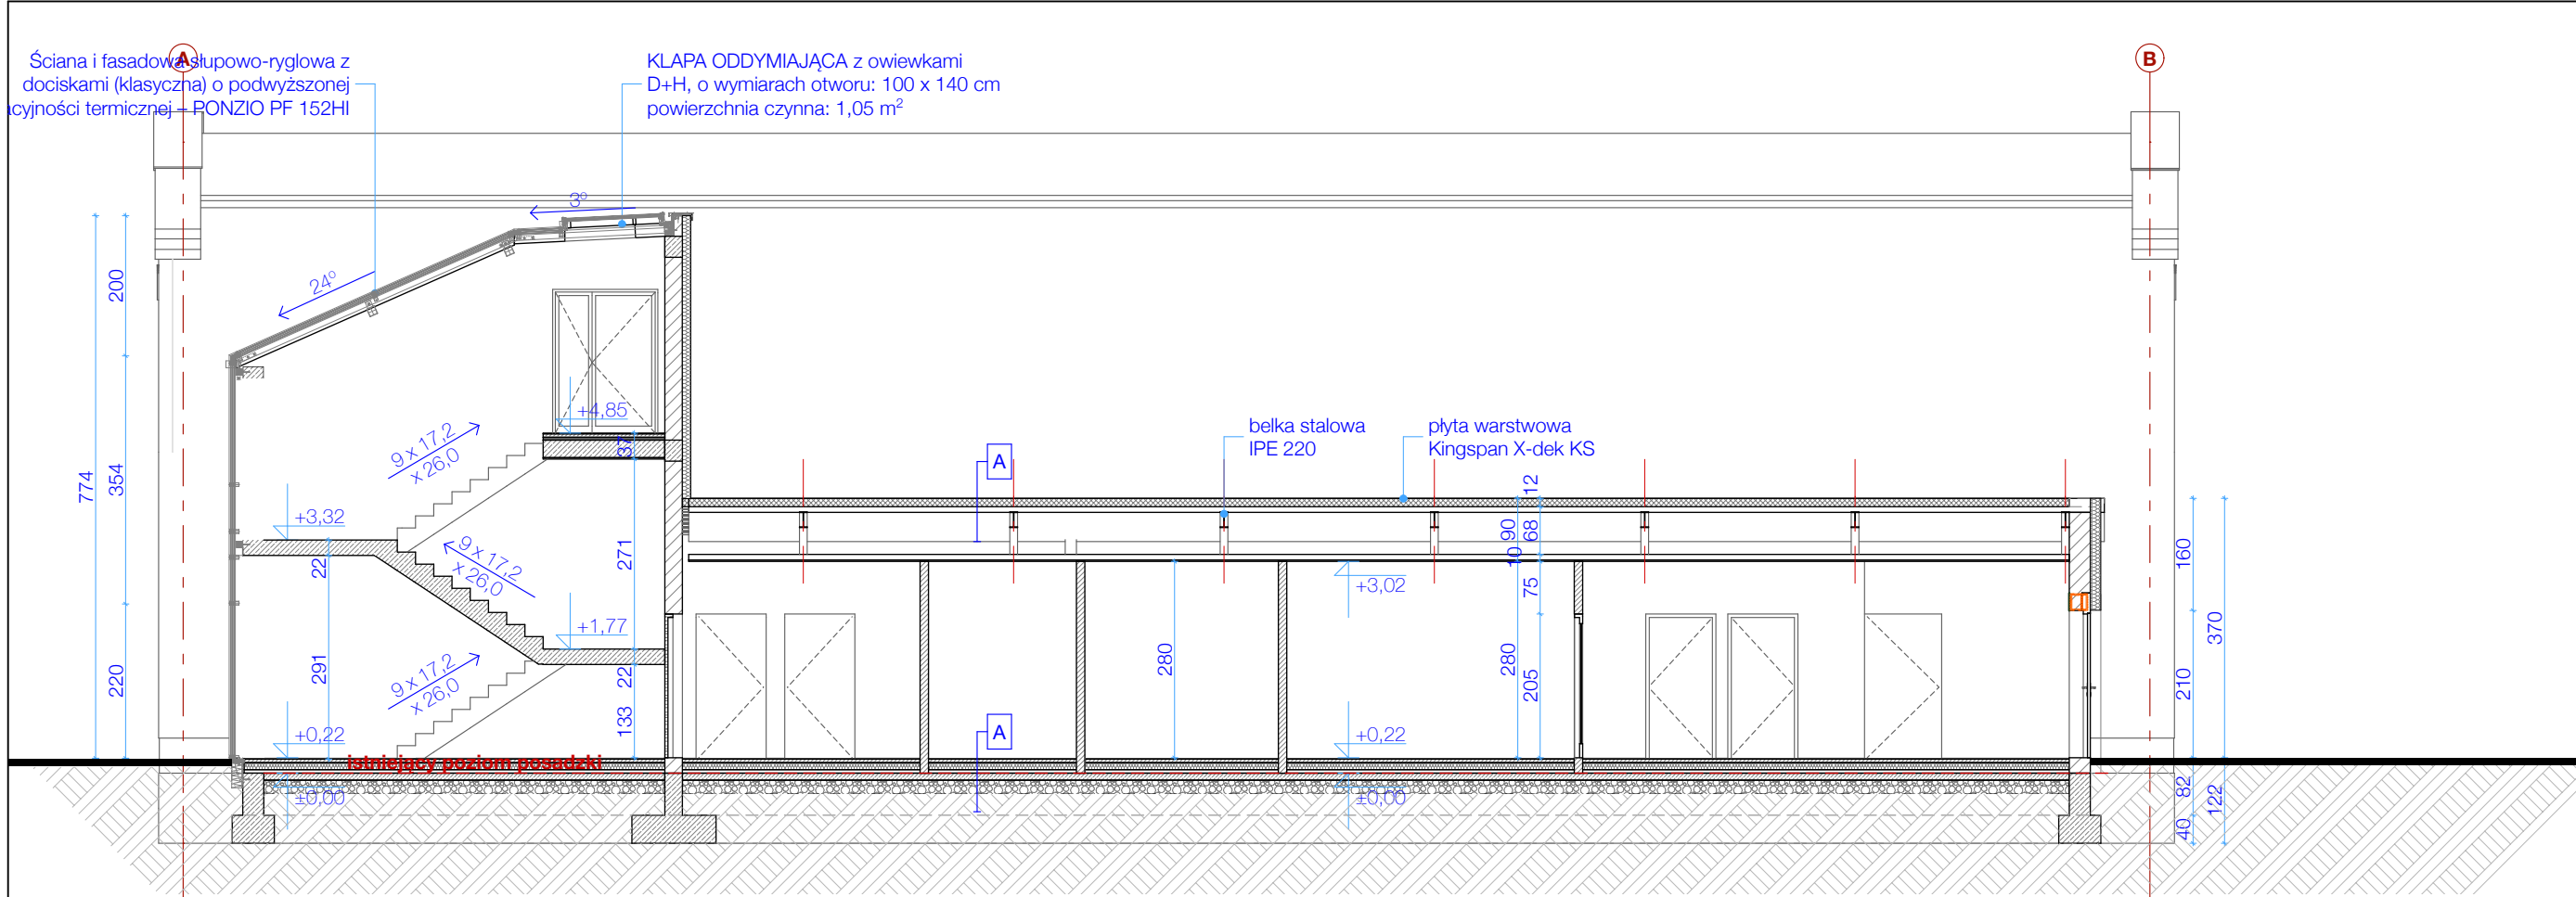 A
B
Ściana i fasadowa słupowo-ryglowa z
dociskami (klasyczna) o podwyższonej
cyjności termicznej – PONZIO PF 152HI
KLAPA ODDYMIAJĄCA z owiewkami
D+H, o wymiarach otworu: 100 x 140 cm
powierzchnia czynna: 1,05 m²
3°
24°
200
354
774
220
+4,85
37
9 x 17,2
x 26,0
+3,32
22
9 x 17,2
x 26,0
271
+1,77
291
22
9 x 17,2
x 26,0
133
+0,22
istniejący poziom posadzki
±0,00
A
belka stalowa
IPE 220
płyta warstwowa
Kingspan X-dek KS
12
90
68
10
+3,02
75
280
280
205
A
+0,22
±0,00
160
370
210
82
122
40